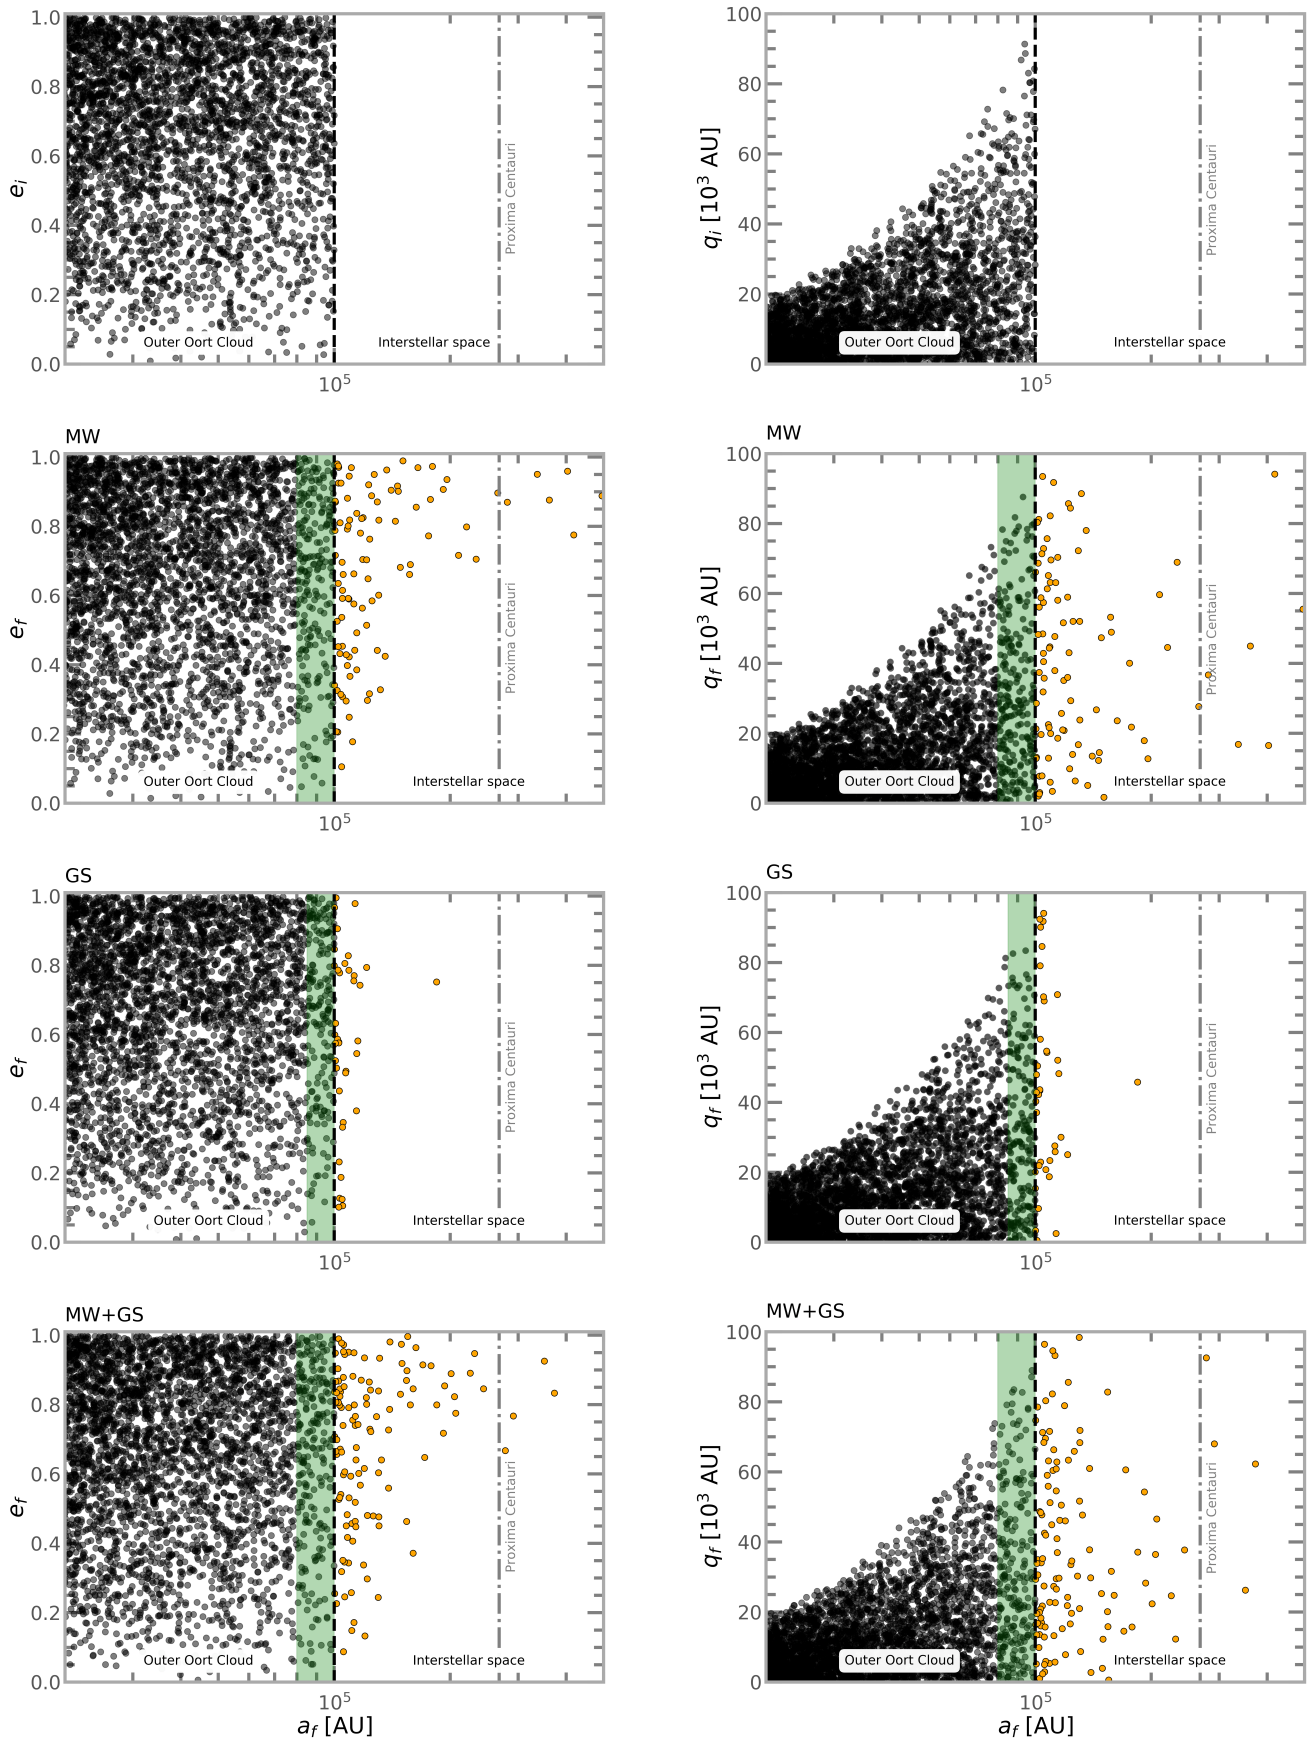 1.0
0.8
0.6
0.4
0.2
0.0
e_i
Outer Oort Cloud
Interstellar space
Proxima Centauri
10^5
100
80
60
40
20
0
q_i [10^3 AU]
Outer Oort Cloud
Interstellar space
Proxima Centauri
10^5
MW
1.0
0.8
0.6
0.4
0.2
0.0
e_f
Outer Oort Cloud
Interstellar space
Proxima Centauri
10^5
MW
100
80
60
40
20
0
q_f [10^3 AU]
Outer Oort Cloud
Interstellar space
Proxima Centauri
10^5
GS
1.0
0.8
0.6
0.4
0.2
0.0
e_f
Outer Oort Cloud
Interstellar space
Proxima Centauri
10^5
GS
100
80
60
40
20
0
q_f [10^3 AU]
Outer Oort Cloud
Interstellar space
Proxima Centauri
10^5
MW+GS
1.0
0.8
0.6
0.4
0.2
0.0
e_f
Outer Oort Cloud
Interstellar space
Proxima Centauri
10^5
a_f [AU]
MW+GS
100
80
60
40
20
0
q_f [10^3 AU]
Outer Oort Cloud
Interstellar space
Proxima Centauri
10^5
a_f [AU]